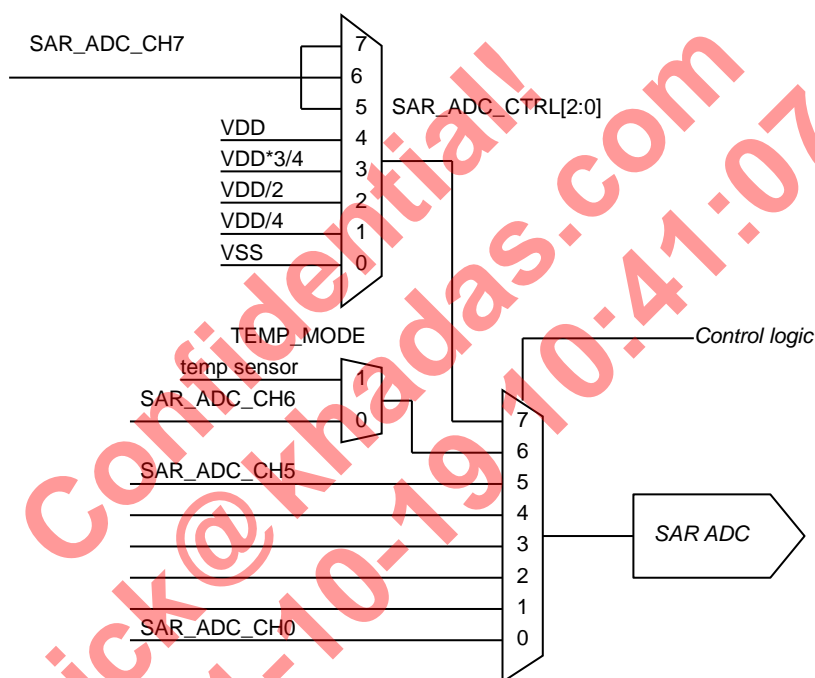 SAR_ADC_CH7
7
6
5
SAR_ADC_CTRL[2:0]
VDD
4
VDD*3/4
3
VDD/2
2
VDD/4
1
VSS
0
TEMP_MODE
Control logic
temp sensor
1
SAR_ADC_CH6
0
7
6
SAR_ADC_CH5
5
4
3
SAR ADC
2
1
SAR_ADC_CH0
0
Confidential!
ick@khadas.com
1-10-19 10:41:07